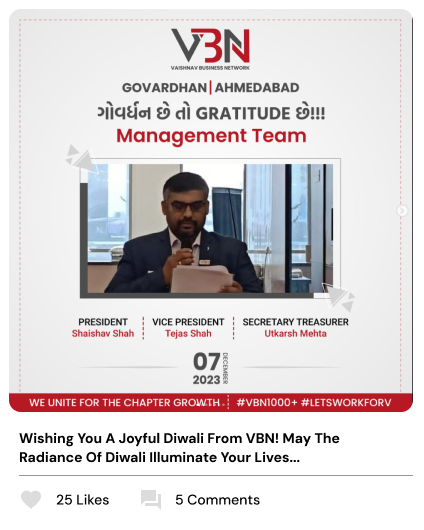 VBN
VAISHNAV BUSINESS NETWORK
GOVARDHAN | AHMEDABAD
ગોવર્ધન છે તો GRATITUDE છે!!!
Management Team
PRESIDENT
Shaishav Shah
VICE PRESIDENT
Tejas Shah
SECRETARY TREASURER
Utkarsh Mehta
07
DECEMBER
2023
WE UNITE FOR THE CHAPTER GROWTH
#VBN1000+ #LETSWORKFORV
Wishing You A Joyful Diwali From VBN! May The
Radiance Of Diwali Illuminate Your Lives...
25 Likes
5 Comments